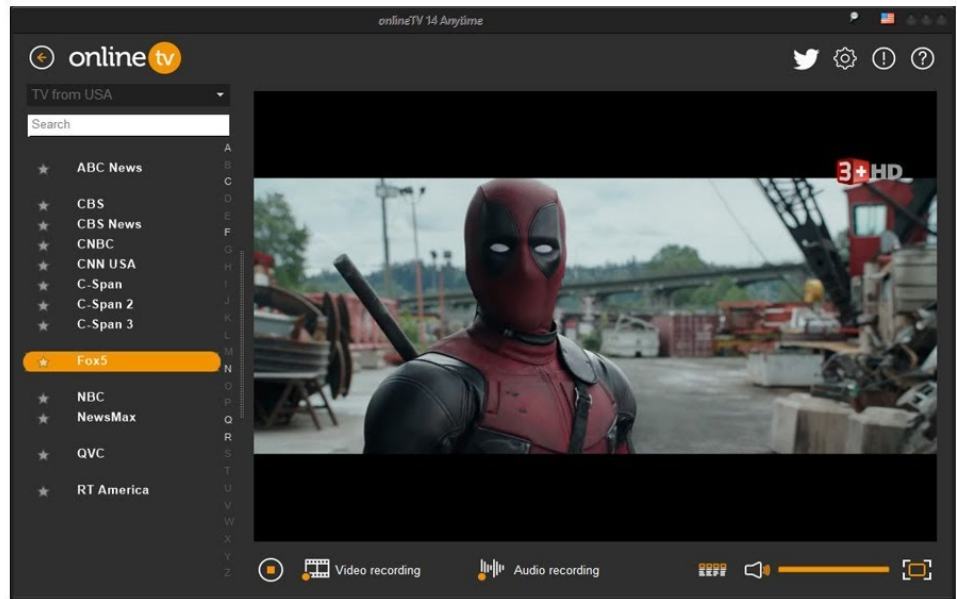 onlineTV 14 Anytime
online tv
TV from USA
Search
A
B
C
D
E
F
G
H
I
J
K
L
M
N
O
P
Q
R
S
T
U
V
W
X
Y
Z
ABC News
CBS
CBS News
CNBC
CNN USA
C-Span
C-Span 2
C-Span 3
Fox5
NBC
NewsMax
QVC
RT America
3+HD
Video recording
Audio recording